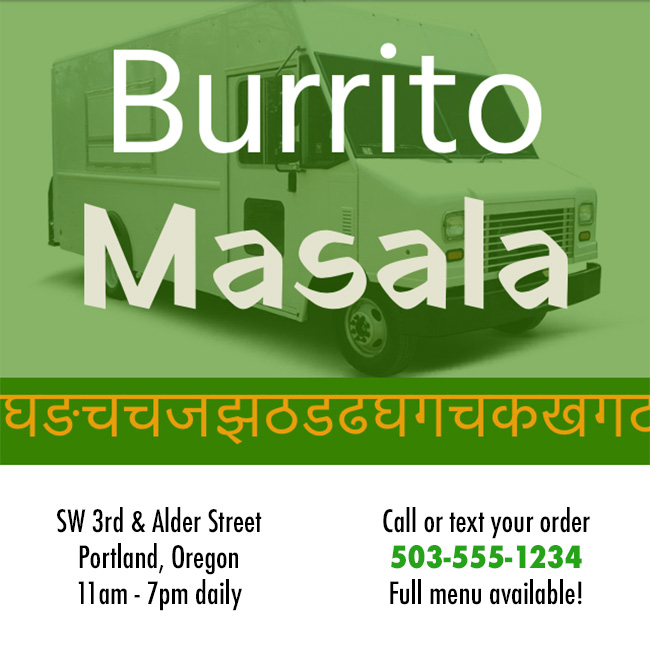 Burrito
Masala
घङचचजझठडढघगचकखगठ
SW 3rd & Alder Street
Portland, Oregon
11am - 7pm daily
Call or text your order
503-555-1234
Full menu available!